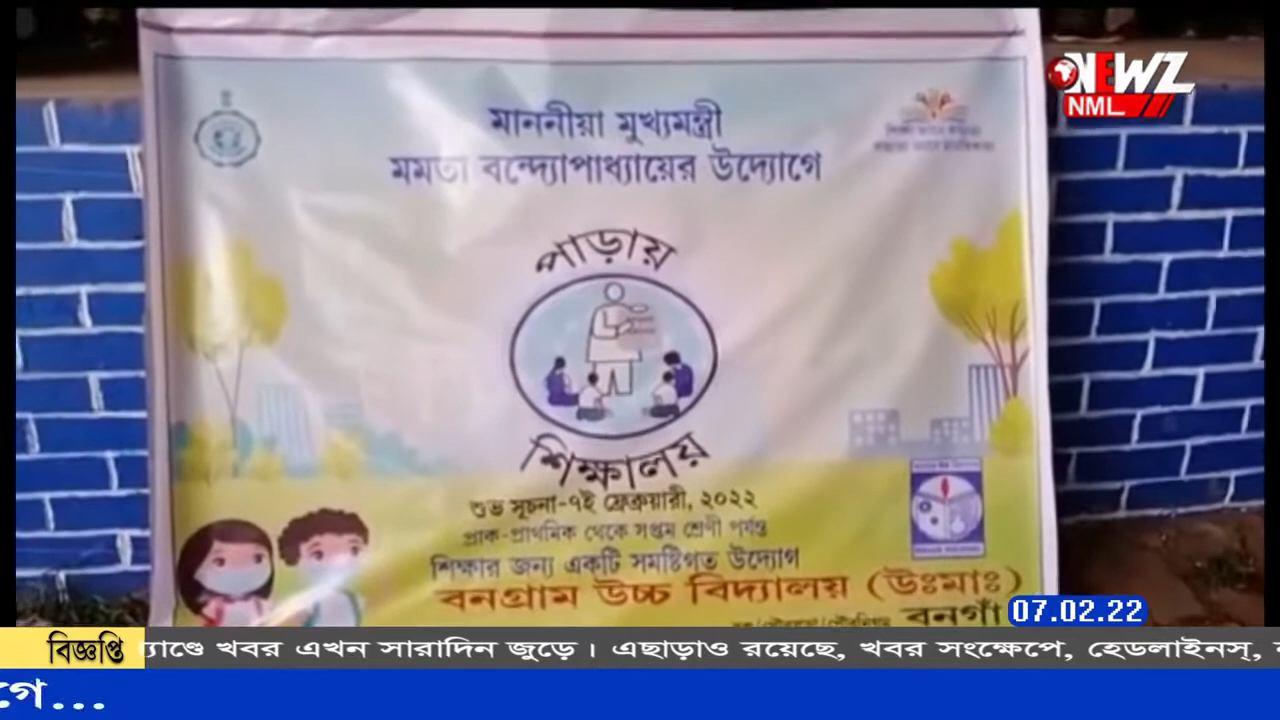 মাননীয়া মুখ্যমন্ত্রী
মমতা বন্দ্যোপাধ্যায়ের উদ্যোগে
NEWZ
NML
পাড়ায়
শিক্ষালয়
শুভ সূচনা-৭ই ফেব্রুয়ারী, ২০২২
প্রাক-প্রাথমিক থেকে সপ্তম শ্রেণী পর্যন্ত
শিক্ষার জন্য একটি সমষ্টিগত উদ্যোগ
বনগ্রাম উচ্চ বিদ্যালয় (উঃমাঃ)
বনগাঁ
07.02.22
বিজ্ঞপ্তি
খবর এখন সারাদিন জুড়ে। এছাড়াও রয়েছে, খবর সংক্ষেপে, হেডলাইনস্,
গে...